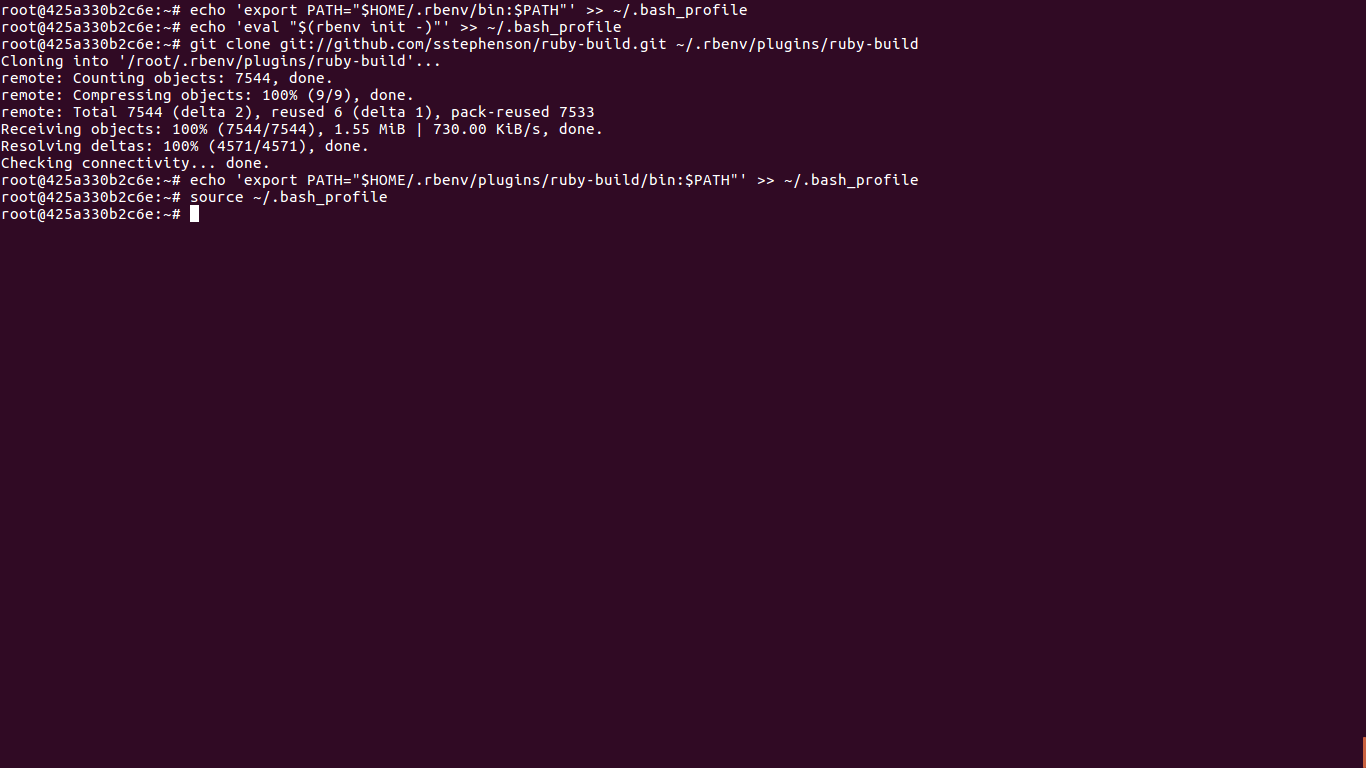 root@425a330b2c6e:~# echo 'export PATH="$HOME/.rbenv/bin:$PATH"' >> ~/.bash_profile
root@425a330b2c6e:~# echo 'eval "$(rbenv init -)"' >> ~/.bash_profile
root@425a330b2c6e:~# git clone git://github.com/sstephenson/ruby-build.git ~/.rbenv/plugins/ruby-build
Cloning into '/root/.rbenv/plugins/ruby-build'...
remote: Counting objects: 7544, done.
remote: Compressing objects: 100% (9/9), done.
remote: Total 7544 (delta 2), reused 6 (delta 1), pack-reused 7533
Receiving objects: 100% (7544/7544), 1.55 MiB | 730.00 KiB/s, done.
Resolving deltas: 100% (4571/4571), done.
Checking connectivity... done.
root@425a330b2c6e:~# echo 'export PATH="$HOME/.rbenv/plugins/ruby-build/bin:$PATH"' >> ~/.bash_profile
root@425a330b2c6e:~# source ~/.bash_profile
root@425a330b2c6e:~#